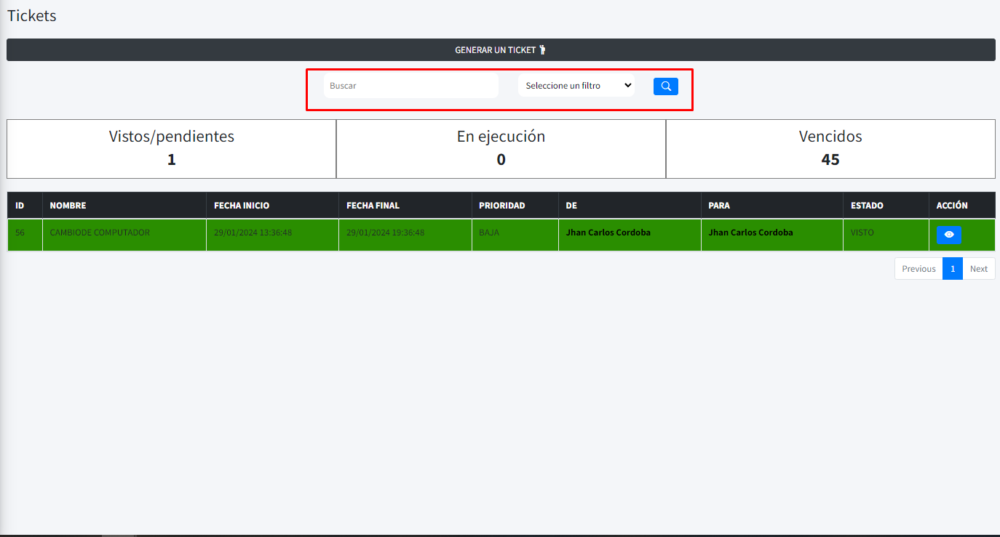 Tickets
GENERAR UN TICKET
Buscar Seleccione un filtro
Vistos/pendientes En ejecución Vencidos
1 0 45
ID NOMBRE FECHA INICIO FECHA FINAL PRIORIDAD DE PARA ESTADO ACCIÓN
56 CAMBIODE COMPUTADOR 29/01/2024 13:36:48 29/01/2024 19:36:48 BAJA Jhan Carlos Cordoba Jhan Carlos Cordoba VISTO
Previous 1 Next